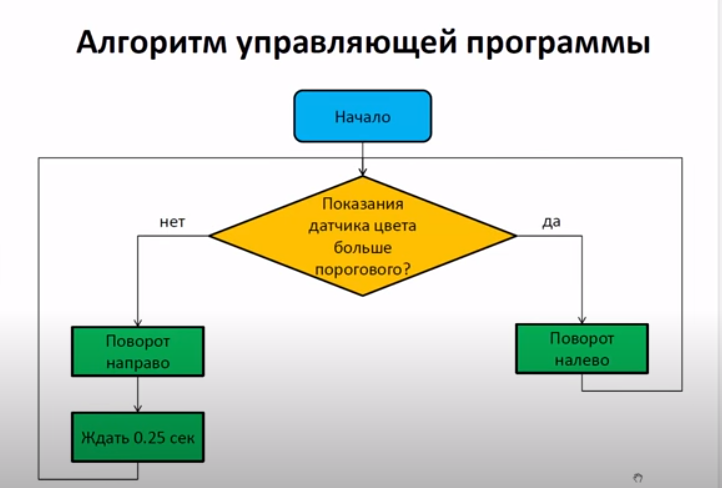 Алгоритм управляющей программы
Начало
Показания
датчика цвета
больше
порогового?
нет
да
Поворот
направо
Поворот
налево
Ждать 0.25 сек